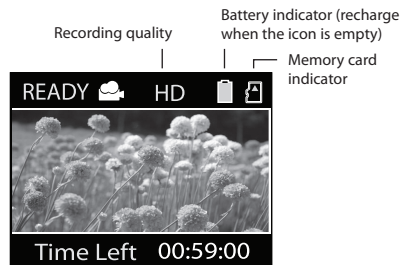 Battery indicator (recharge
when the icon is empty)
Recording quality
Memory card
indicator
READY HD
Time Left 00:59:00